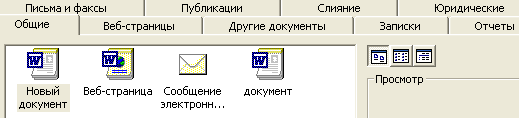 Письма и факсы Публикации Слияние Юридические
Общие Веб-страницы Другие документы Записки Отчеты
Новый документ
Веб-страница
Сообщение электронн...
документ
Просмотр